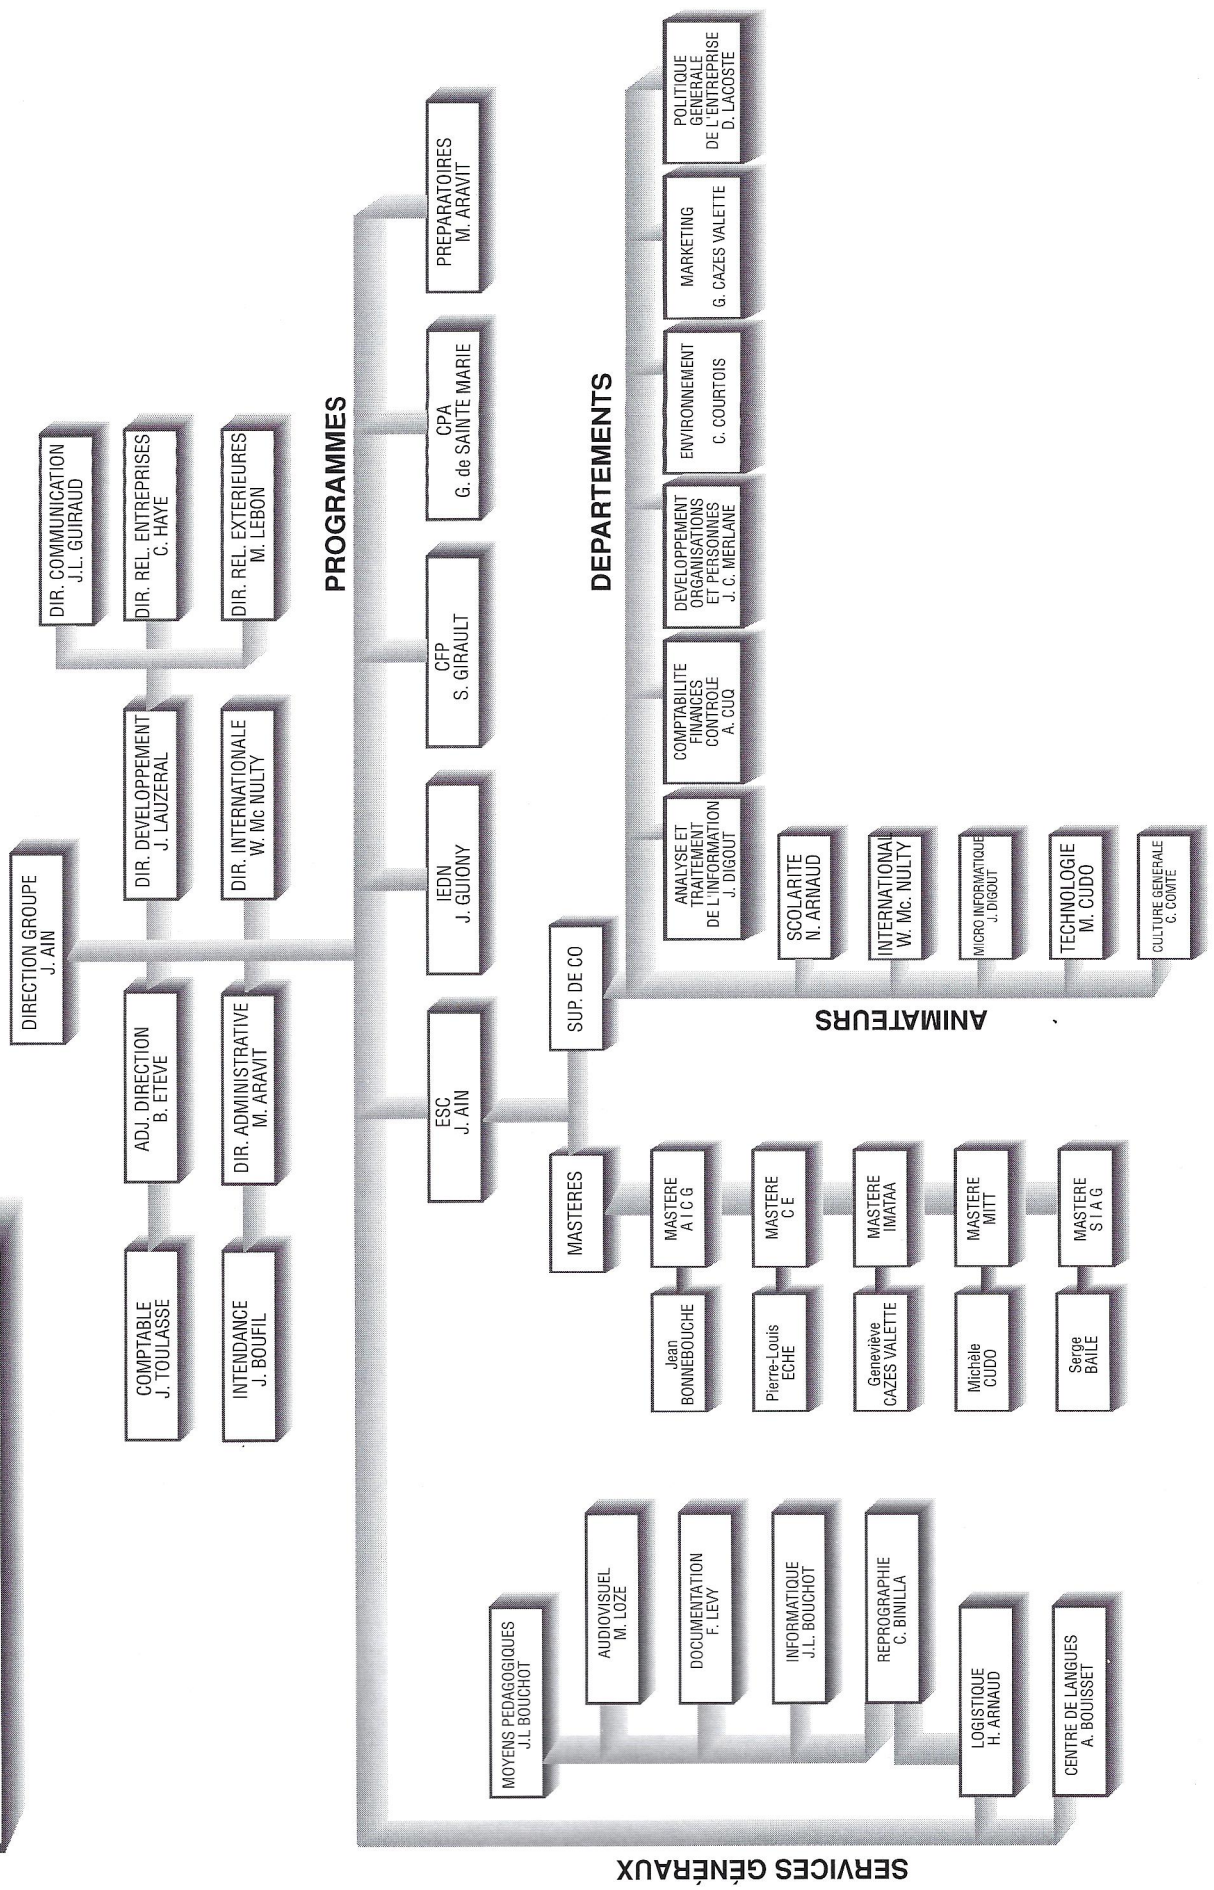 DIRECTION GROUPE
J. AIN
ADJ. DIRECTION
B. ETEVE
DIR. DEVELOPPEMENT
J. LAUZERAL
DIR. COMMUNICATION
J.L. GUIRAUD
DIR. REL. ENTREPRISES
C. HAYE
DIR. REL. EXTERIEURES
M. LEBON
COMPTABLE
J. TOULASSE
DIR. ADMINISTRATIVE
M. ARAVIT
DIR. INTERNATIONALE
W. Mc NULTY
INTENDANCE
J. BOUFIL
PROGRAMMES
ESC
J. AIN
IEDN
J. GUIONY
CFP
S. GIRAULT
CPA
G. de SAINTE MARIE
PREPARATOIRES
M. ARAVIT
SERVICES GÉNÉRAUX
MOYENS PEDAGOGIQUES
J.L BOUCHOT
AUDIOVISUEL
M. LOZE
DOCUMENTATION
F. LEVY
INFORMATIQUE
J.L. BOUCHOT
REPROGRAPHIE
C. BINILLA
LOGISTIQUE
H. ARNAUD
CENTRE DE LANGUES
A. BOUISSET
MASTERES
SUP. DE CO
Jean
BONNEBOUCHE
MASTERE
A I C G
Pierre-Louis
ECHE
MASTERE
C E
Geneviève
CAZES VALETTE
MASTERE
IMATAA
Michèle
CUDO
MASTERE
MITT
Serge
BAILE
MASTERE
S I A G
ANIMATEURS
SCOLARITE
N. ARNAUD
INTERNATIONAL
W. Mc. NULTY
MICRO INFORMATIQUE
J. DIGOUT
TECHNOLOGIE
M. CUDO
CULTURE GENERALE
C. COMTE
DEPARTEMENTS
ANALYSE ET
TRAITEMENT
DE L'INFORMATION
J. DIGOUT
COMPTABILITE
FINANCES
CONTROLE
A. CUQ
DEVELOPPEMENT
ORGANISATIONS
ET PERSONNES
J. C. MERLANE
ENVIRONNEMENT
C. COURTOIS
MARKETING
G. CAZES VALETTE
POLITIQUE
GENERALE
DE L'ENTREPRISE
D. LACOSTE